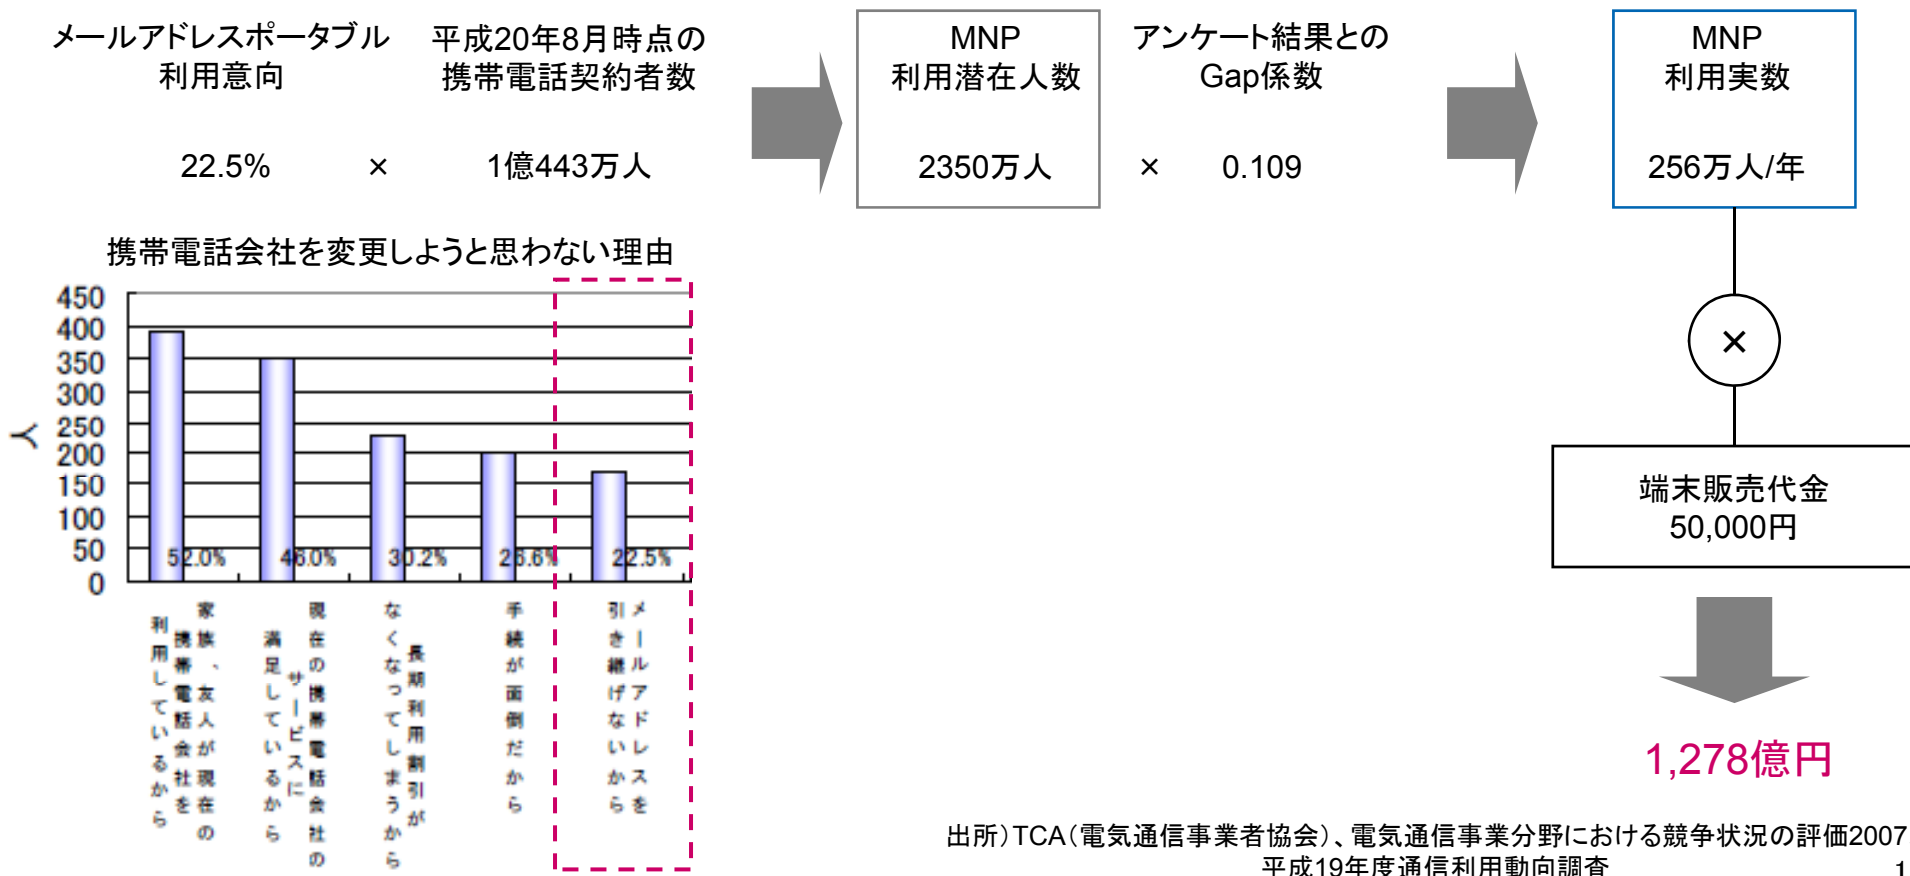 メールアドレスポータブル
利用意向
平成20年8月時点の
携帯電話契約者数
MNP
利用潜在人数
アンケート結果との
Gap係数
MNP
利用実数
22.5%
×
1億443万人
2350万人
×
0.109
256万人/年
携帯電話会社を変更しようと思わない理由
450
400
350
300
250
200
150
100
50
0
人
52.0%
46.0%
30.2%
26.6%
22.5%
家族、友人が現在の
携帯電話会社を
利用しているから
現在の携帯電話会社の
サービスに
満足しているから
長期利用割引が
なくなってしまうから
手続が面倒だから
メールアドレスを
引き継げないから
×
端末販売代金
50,000円
1,278億円
出所）TCA（電気通信事業者協会）、電気通信事業分野における競争状況の評価2007
平成19年度通信利用動向調査
1